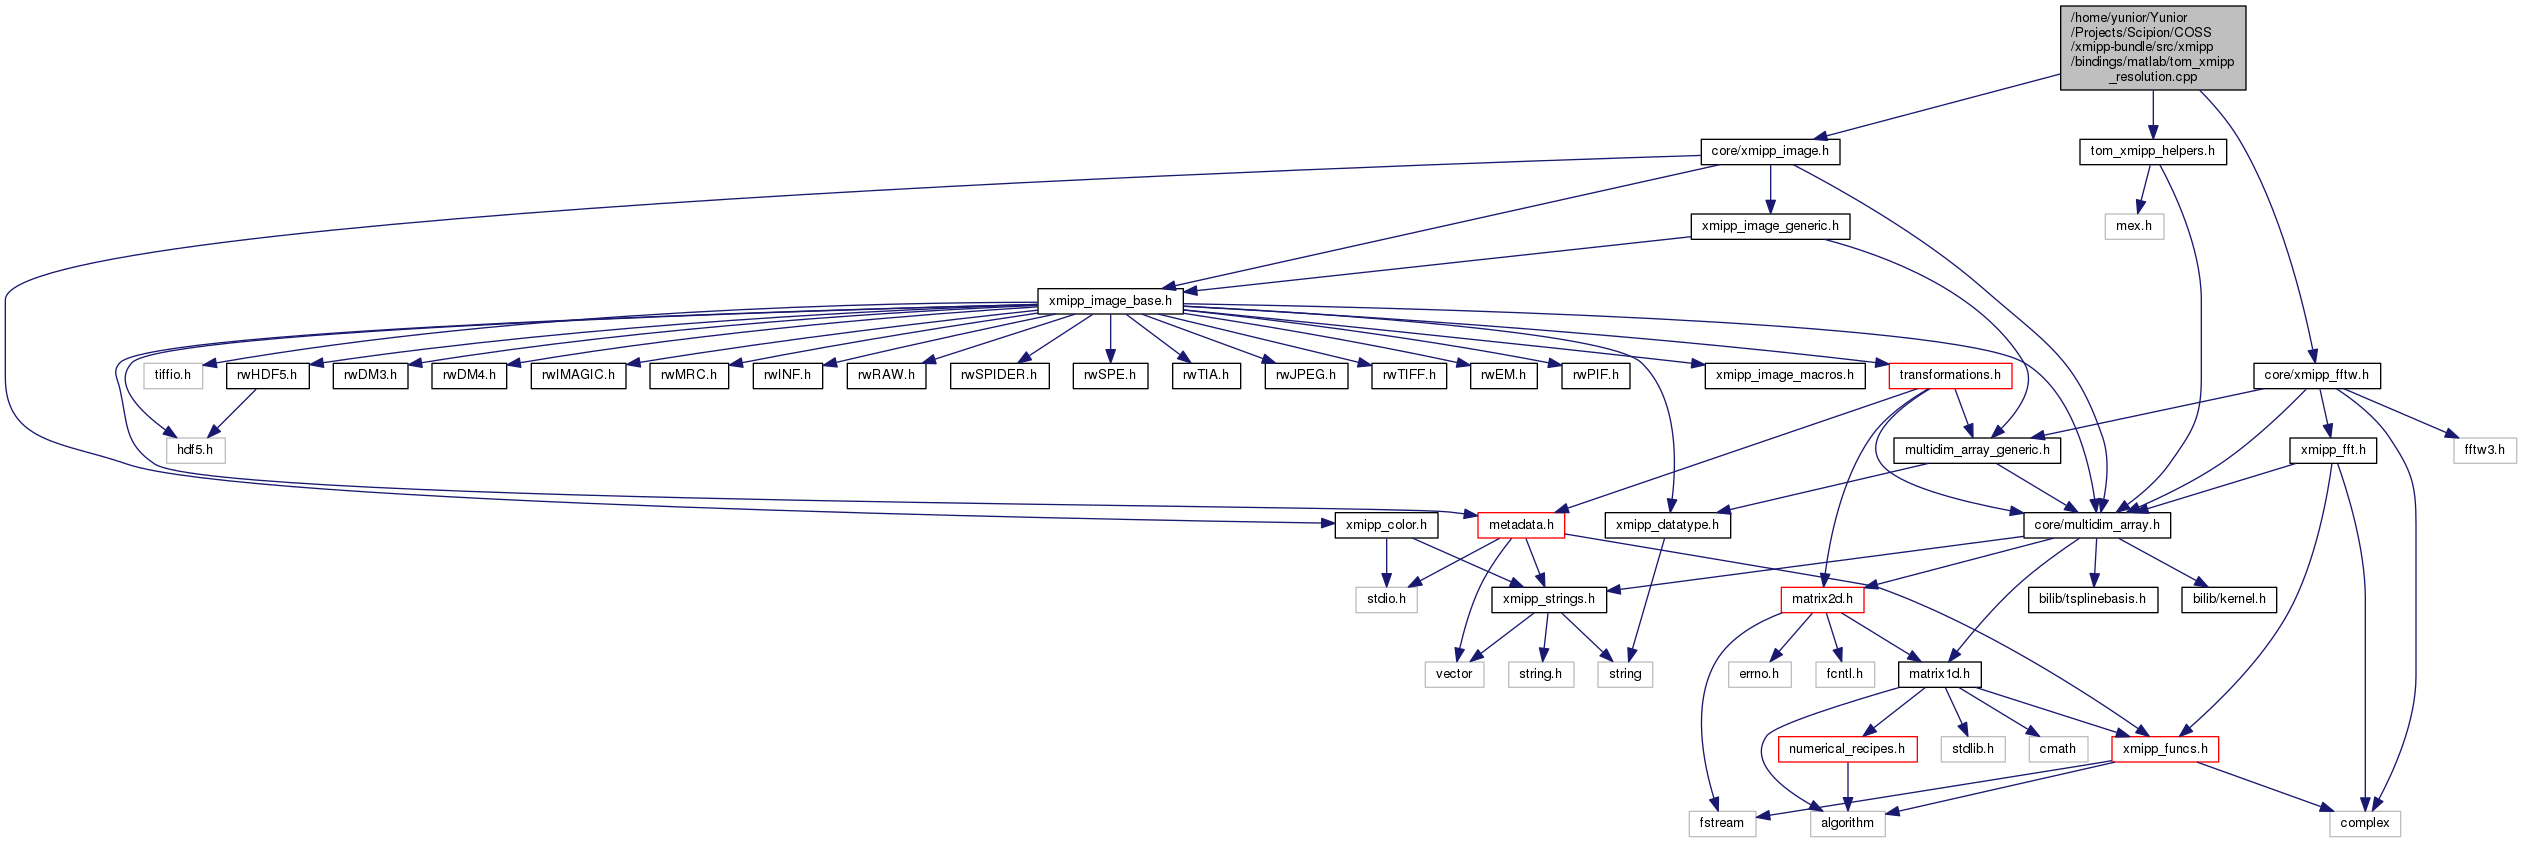 /home/yunior/Yunior
/Projects/Scipion/COSS
/xmipp-bundle/src/xmipp
/bindings/matlab/tom_xmipp
_resolution.cpp
core/xmipp_image.h
tom_xmipp_helpers.h
xmipp_image_generic.h
mex.h
xmipp_image_base.h
tiffio.h
rwHDF5.h
rwDM3.h
rwDM4.h
rwIMAGIC.h
rwMRC.h
rwINF.h
rwRAW.h
rwSPIDER.h
rwSPE.h
rwTIA.h
rwJPEG.h
rwTIFF.h
rwEM.h
rwPIF.h
xmipp_image_macros.h
transformations.h
core/xmipp_fftw.h
hdf5.h
multidim_array_generic.h
xmipp_fft.h
fftw3.h
xmipp_color.h
metadata.h
xmipp_datatype.h
core/multidim_array.h
stdio.h
xmipp_strings.h
matrix2d.h
bilib/tsplinebasis.h
bilib/kernel.h
vector
string.h
string
errno.h
fcntl.h
matrix1d.h
numerical_recipes.h
stdlib.h
cmath
xmipp_funcs.h
fstream
algorithm
complex